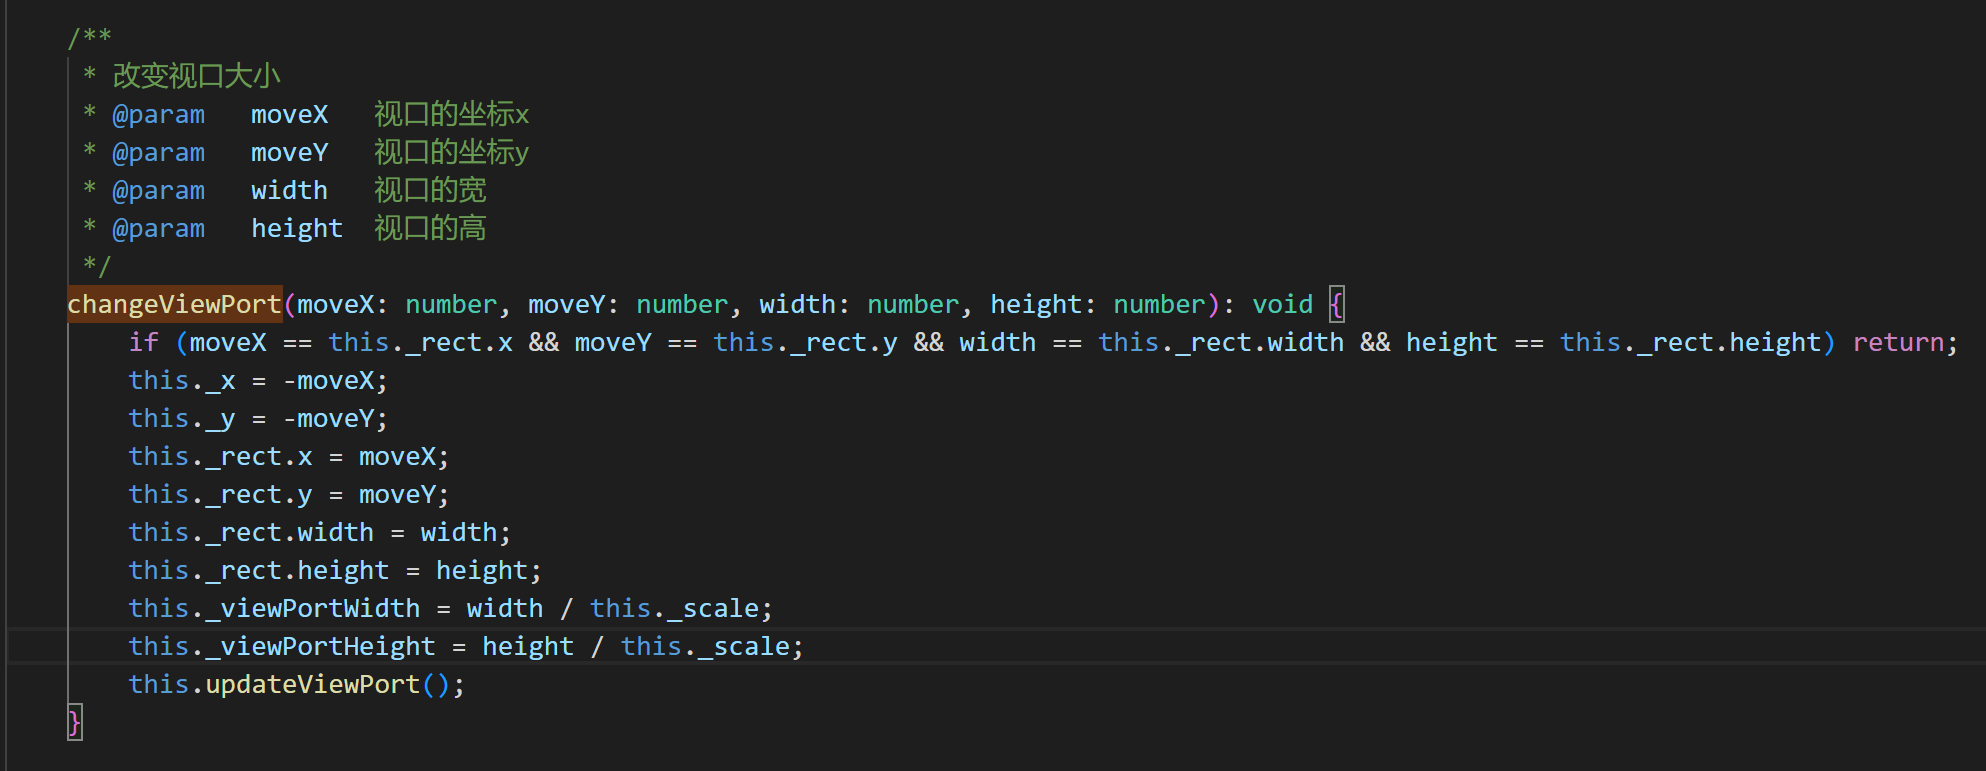 /**
* 改变视口大小
* @param   moveX   视口的坐标x
* @param   moveY   视口的坐标y
* @param   width   视口的宽
* @param   height  视口的高
*/
changeViewPort(moveX: number, moveY: number, width: number, height: number): void {
if (moveX == this._rect.x && moveY == this._rect.y && width == this._rect.width && height == this._rect.height) return;
this._x = -moveX;
this._y = -moveY;
this._rect.x = moveX;
this._rect.y = moveY;
this._rect.width = width;
this._rect.height = height;
this._viewPortWidth = width / this._scale;
this._viewPortHeight = height / this._scale;
this.updateViewPort();
}